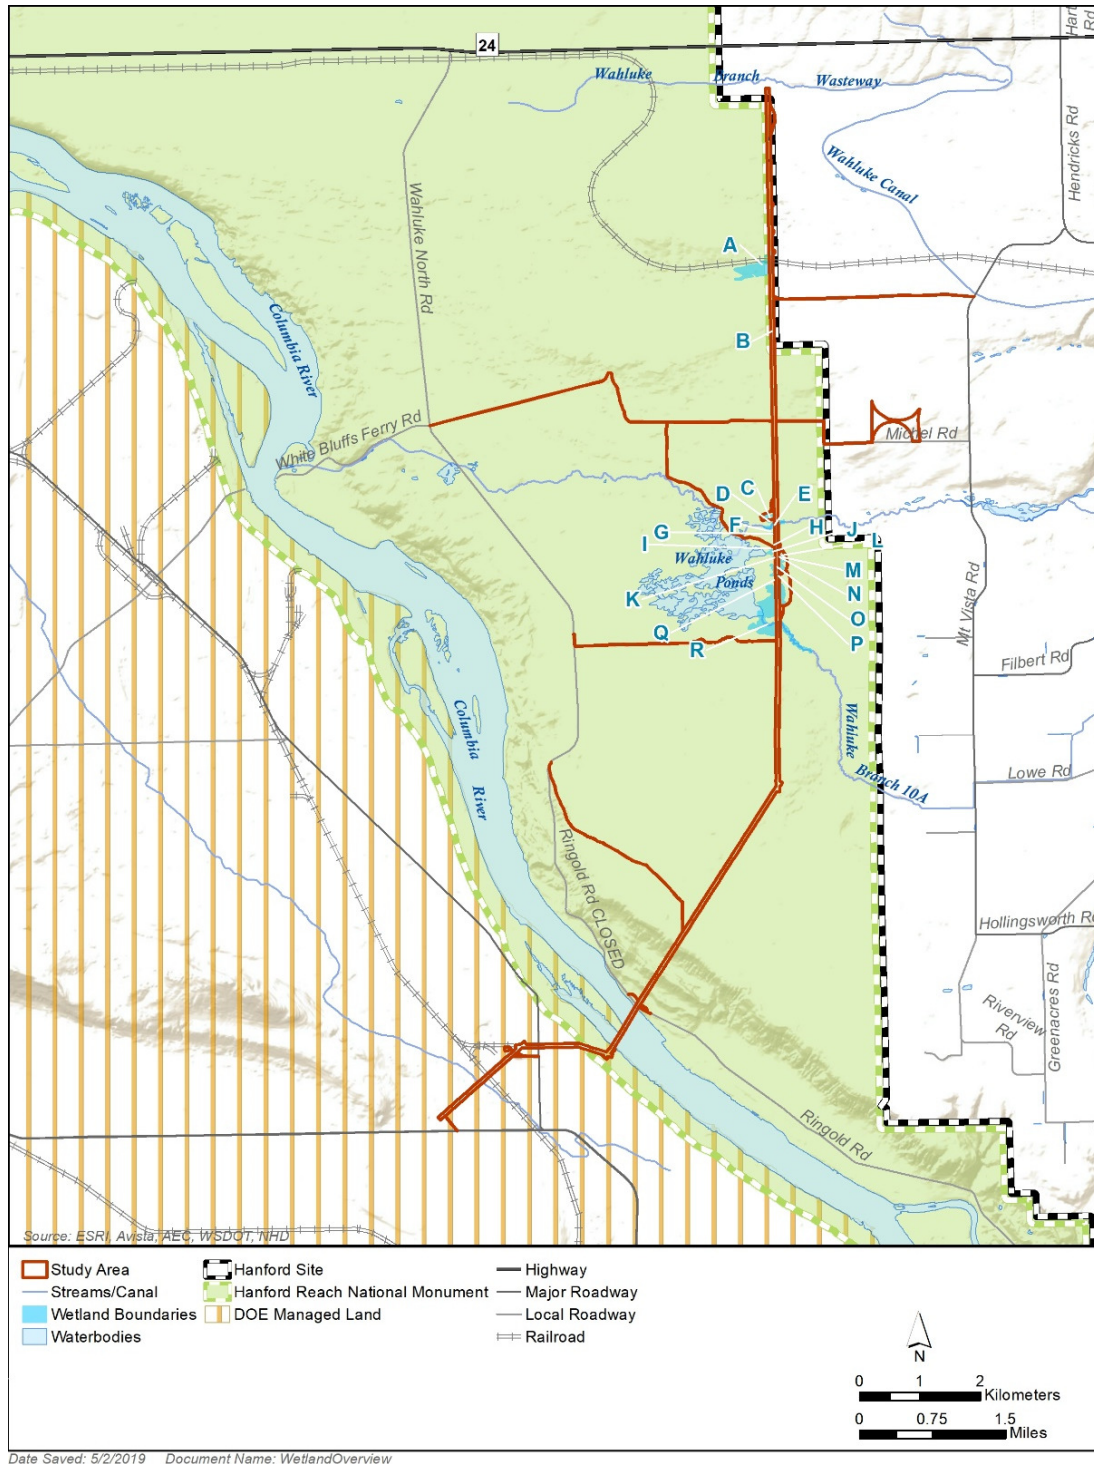 24
Hart
Rd
Wahluke Branch Wasteway
Hendricks Rd
Wahluke Canal
Wahluke North Rd
A
Columbia River
B
White Bluffs Ferry Rd
Michel Rd
C
D
E
F
H
G
J
I
L
Wahluke
M
Ponds
K
N
O
Q
P
R
Mt Vista Rd
Filbert Rd
Columbia
River
Wahluke
Branch 10A
Lowe Rd
Ringold Rd CLOSED
Hollingsworth Rd
Riverview
Rd
Greenacres Rd
Ringold Rd
Source: ESRI, Avista, AEC, WSDOT, NHD
Study Area
Hanford Site
Highway
Streams/Canal
Hanford Reach National Monument
Major Roadway
Wetland Boundaries
DOE Managed Land
Local Roadway
Waterbodies
Railroad
N
0 1 2
Kilometers
0 0.75 1.5
Miles
Date Saved: 5/2/2019 Document Name: WetlandOverview